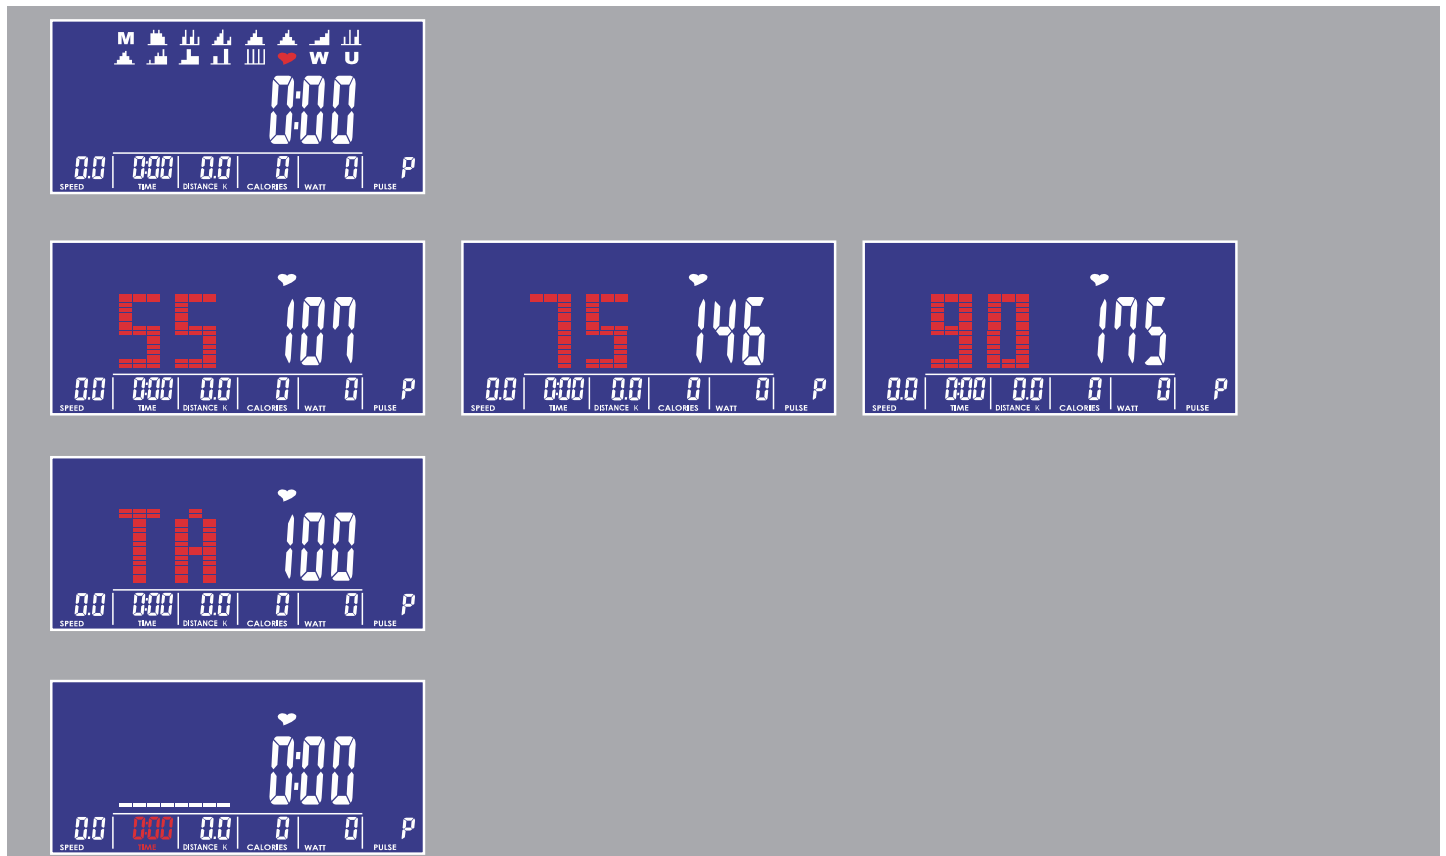 M
W U
0:00
0.0 0:00 0.0 0 0 P
SPEED TIME DISTANCE K CALORIES WATT PULSE
55 107
0.0 0:00 0.0 0 0 P
SPEED TIME DISTANCE K CALORIES WATT PULSE
75 146
0.0 0:00 0.0 0 0 P
SPEED TIME DISTANCE K CALORIES WATT PULSE
90 175
0.0 0:00 0.0 0 0 P
SPEED TIME DISTANCE K CALORIES WATT PULSE
TA 100
0.0 0:00 0.0 0 0 P
SPEED TIME DISTANCE K CALORIES WATT PULSE
0:00
0.0 0:00 0.0 0 0 P
SPEED TIME DISTANCE K CALORIES WATT PULSE